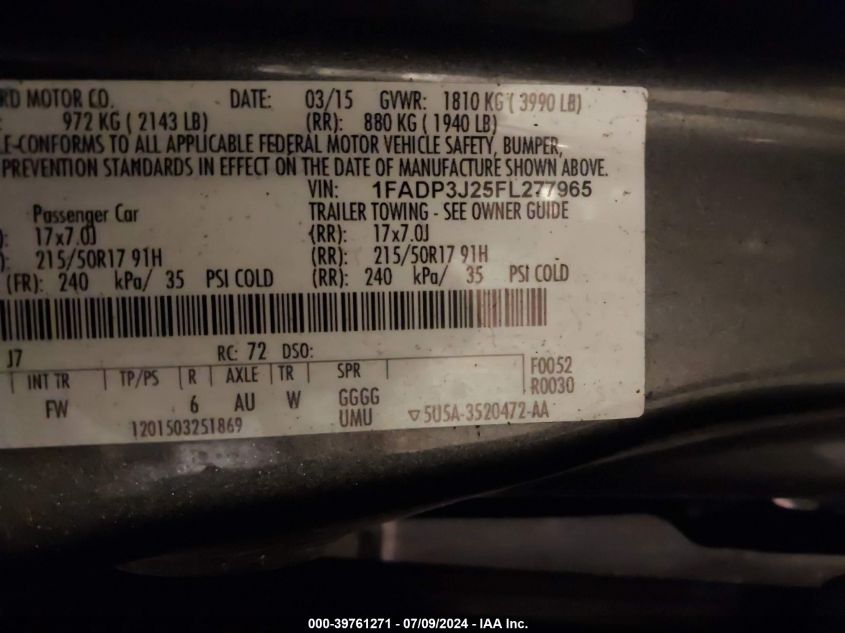 RD MOTOR CO. DATE: 03/15 GVWR: 1810 KG ( 3990 LB)
: 972 KG ( 2143 LB) (RR): 880 KG ( 1940 LB)
E-CONFORMS TO ALL APPLICABLE FEDERAL MOTOR VEHICLE SAFETY, BUMPER,
PREVENTION STANDARDS IN EFFECT ON THE DATE OF MANUFACTURE SHOWN ABOVE.
VIN: 1FADP3J25FL277965
Passenger Car TRAILER TOWING - SEE OWNER GUIDE
): 17x7.0J (RR): 17x7.0J
): 215/50R17 91H (RR): 215/50R17 91H
(FR): 240 kPa/ 35 PSI COLD (RR): 240 kPa/ 35 PSI COLD
J7 RC: 72 DSO:
INT TR TP/PS R AXLE TR SPR F0052
R0030
FW 6 AU W GGGG
UMU 5U5A-3520472-AA
1201503251869
000-39761271 - 07/09/2024 - IAA Inc.